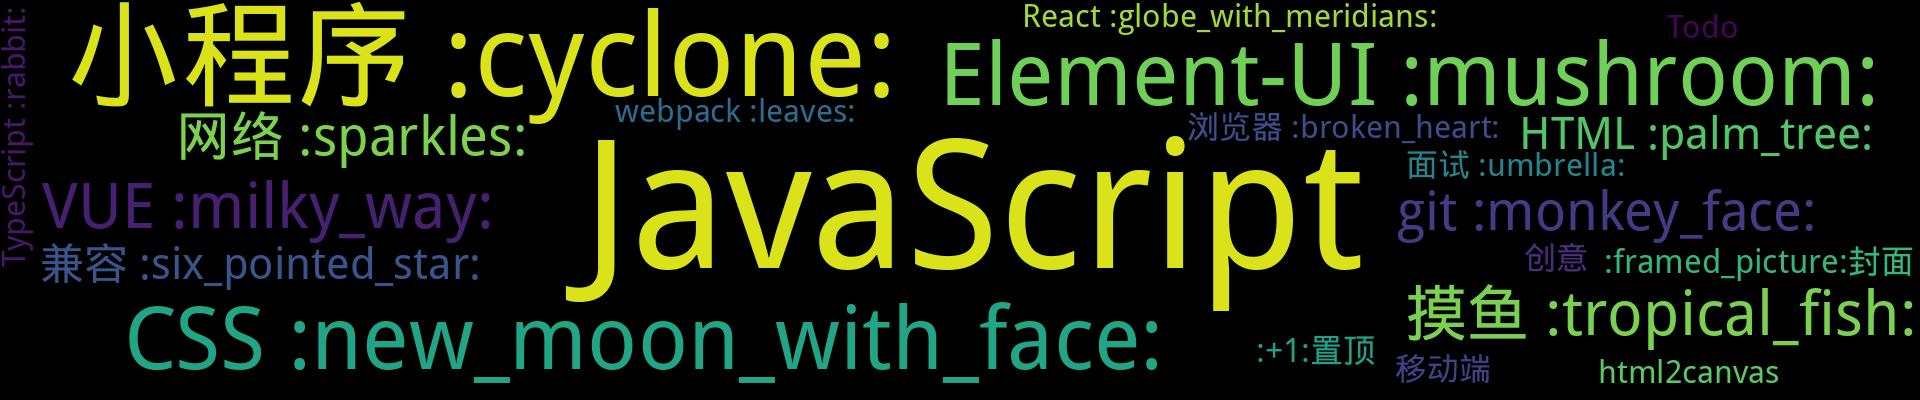 TypeScript :rabbit:
小程序 :cyclone:
React :globe_with_meridians:
Todo
Element-UI :mushroom:
webpack :leaves:
网络 :sparkles:
浏览器 :broken_heart:
HTML :palm_tree:
JavaScript
面试 :umbrella:
VUE :milky_way:
git :monkey_face:
兼容 :six_pointed_star:
创意
:framed_picture:封面
CSS :new_moon_with_face:
摸鱼 :tropical_fish:
:+1:置顶
移动端
html2canvas